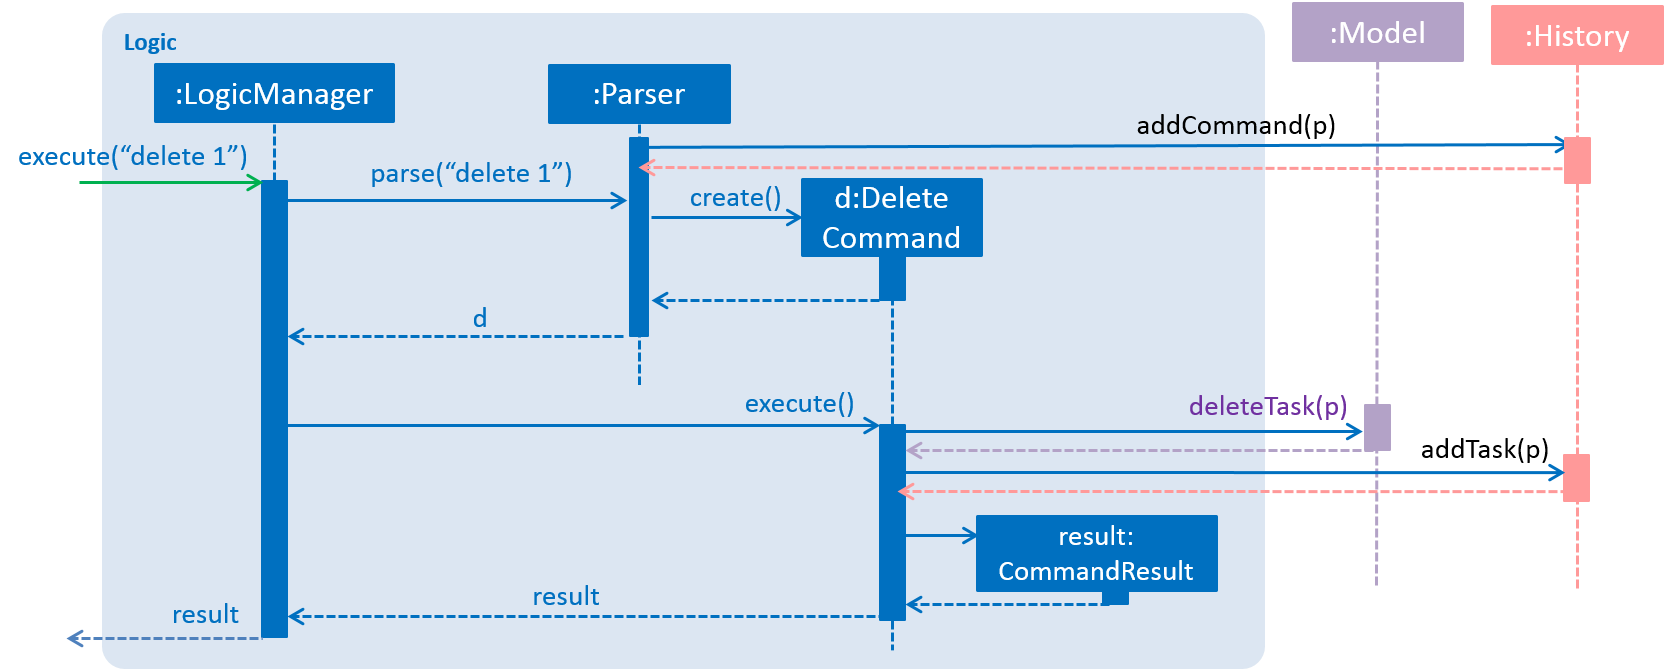 Logic
:Model
:History
:LogicManager
:Parser
addCommand(p)
execute(“delete 1”)
parse(“delete 1”)
create()
d:Delete
Command
d
execute()
deleteTask(p)
addTask(p)
result:
CommandResult
result
result